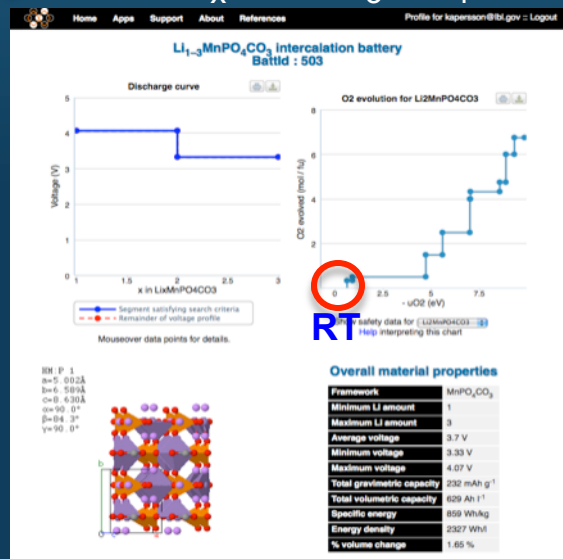 Home Apps Support About References Profile for kapersson@lbl.gov :: Logout
Li1-3MnPO4CO3 intercalation battery
BattId : 503
Discharge curve
5
4
3
2
1
0
Voltage (V)
1 1.5 2 2.5 3
x in LixMnPO4CO3
Segment satisfying search criteria
Remainder of voltage profile
Mouseover data points for details.
O2 evolution for Li2MnPO4CO3
8
6
4
2
O2 evolved (mol / fu)
0 2.5 5 7.5
- uO2 (eV)
RT
Show safety data for Li2MnPO4CO3
Help interpreting this chart
HM:P 1
a=5.002Å
b=6.589Å
c=8.630Å
α=90.0°
β=84.3°
γ=90.0°
b
a
Overall material properties
Framework MnPO4CO3
Minimum Li amount 1
Maximum Li amount 3
Average voltage 3.7 V
Minimum voltage 3.33 V
Maximum voltage 4.07 V
Total gravimetric capacity 232 mAh g-1
Total volumetric capacity 629 Ah l-1
Specific energy 859 Wh/kg
Energy density 2327 Wh/l
% volume change 1.65 %